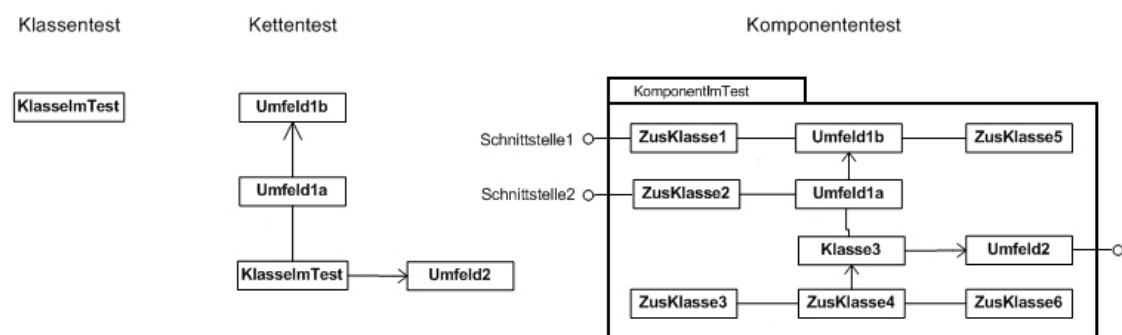 Klassentest
Kettentest
Komponententest
KlasseImTest
Umfeld1b
Umfeld1a
KlasseImTest
Umfeld2
KomponentImTest
Schnittstelle1
ZusKlasse1
Umfeld1b
ZusKlasse5
Schnittstelle2
ZusKlasse2
Umfeld1a
Klasse3
Umfeld2
ZusKlasse3
ZusKlasse4
ZusKlasse6